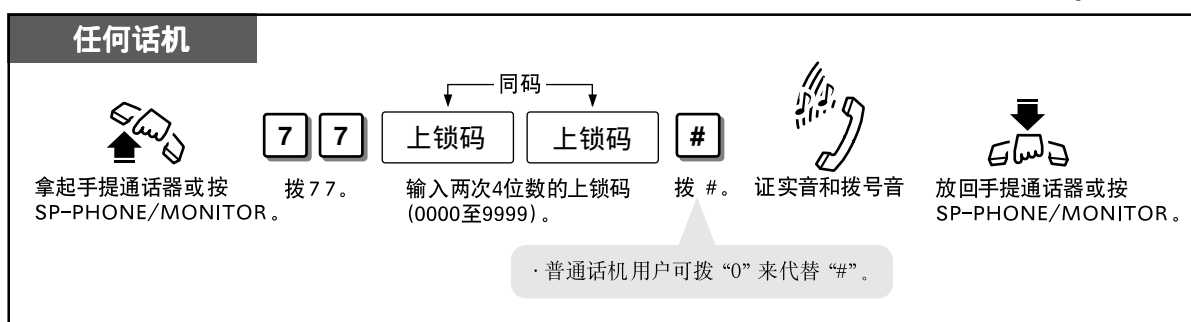 任何话机
同码
7 7 上锁码 上锁码 #
拿起手提通话器或按
SP-PHONE/MONITOR。
拨77。
输入两次4位数的上锁码
(0000至9999)。
拨 #。
证实音和拨号音
放回手提通话器或按
SP-PHONE/MONITOR。
·普通话机用户可拨“0”来代替“#”。